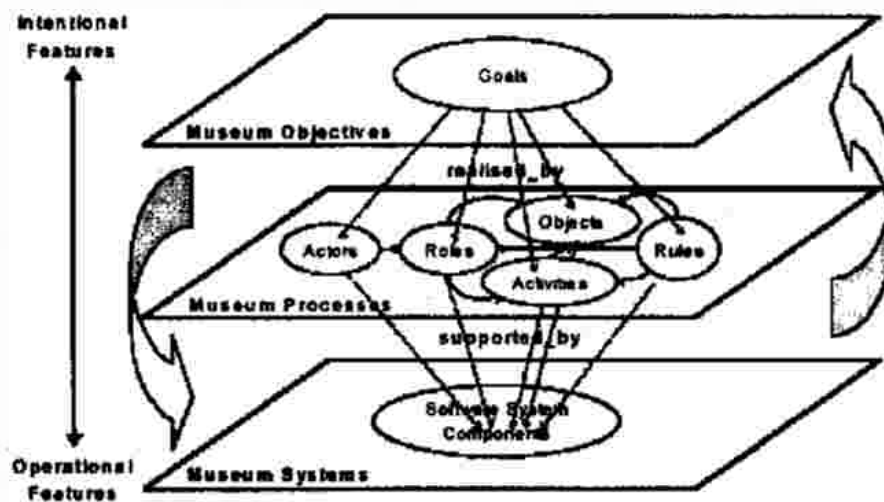 Intentional
Features
Goals
Museum Objectives
realised_by
Objects
Actors
Roles
Rules
Activities
Museum Processes
supported_by
Software System
Components
Operational
Features
Museum Systems